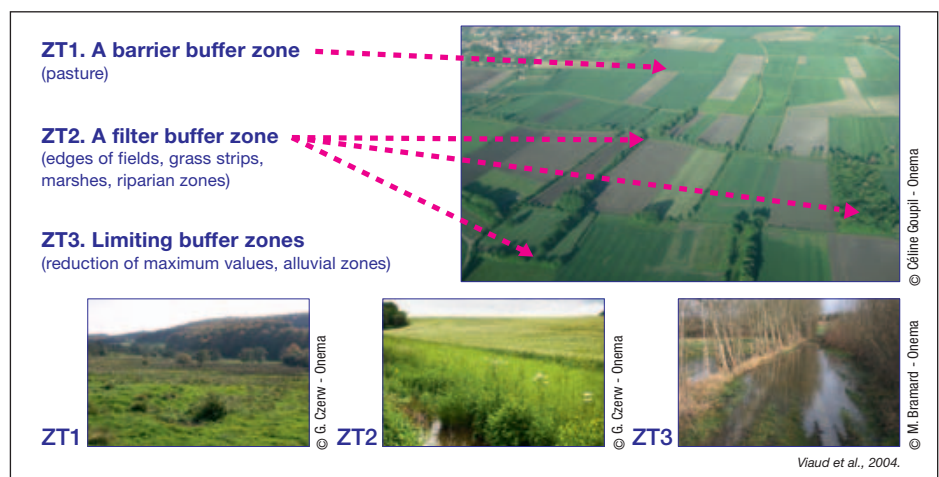 ZT1. A barrier buffer zone
(pasture)
ZT2. A filter buffer zone
(edges of fields, grass strips,
marshes, riparian zones)
ZT3. Limiting buffer zones
(reduction of maximum values, alluvial zones)
© Céline Goupil - Onema
ZT1
© G. Czerw - Onema
ZT2
© G. Czerw - Onema
ZT3
© M. Bramard - Onema
Viaud et al., 2004.